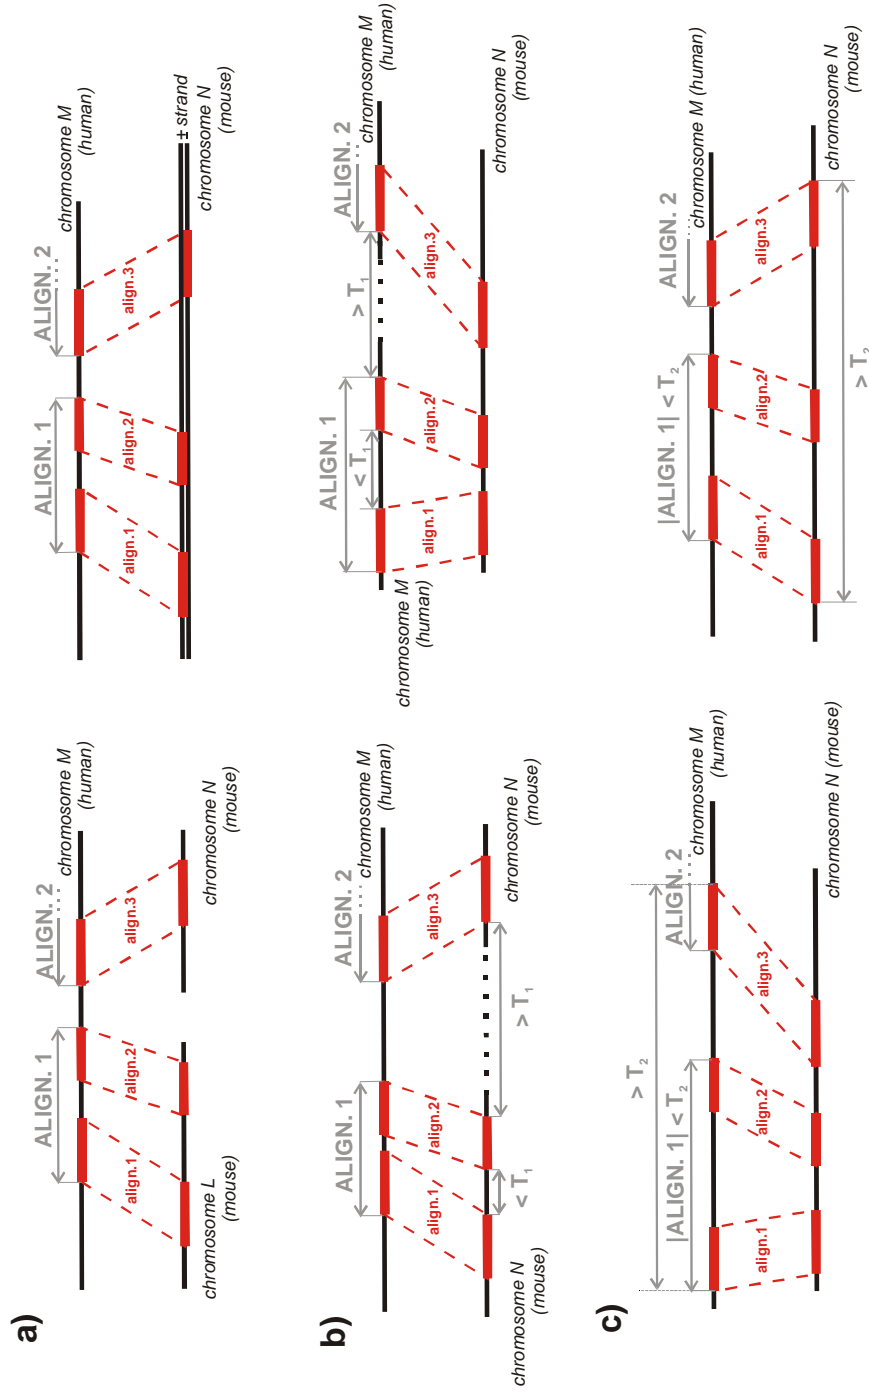 a)
ALIGN. 1
ALIGN. 2
chromosome M
(human)
align.1
align.2
align.3
chromosome L
(mouse)
chromosome N
(mouse)
ALIGN. 1
ALIGN. 2
chromosome M
(human)
align.1
align.2
align.3
± strand
chromosome N
(mouse)
b)
ALIGN. 1
ALIGN. 2
chromosome M
(human)
align.1
align.2
align.3
< T1
> T1
chromosome N
(mouse)
chromosome N
(mouse)
ALIGN. 1
ALIGN. 2
< T1
> T1
chromosome M
(human)
chromosome M
(human)
align.1
align.2
align.3
chromosome N
(mouse)
c)
> T2
|ALIGN. 1| < T2
ALIGN. 2
chromosome M
(human)
align.1
align.2
align.3
chromosome N (mouse)
|ALIGN. 1| < T2
ALIGN. 2
chromosome M (human)
align.1
align.2
align.3
chromosome N
(mouse)
> T2